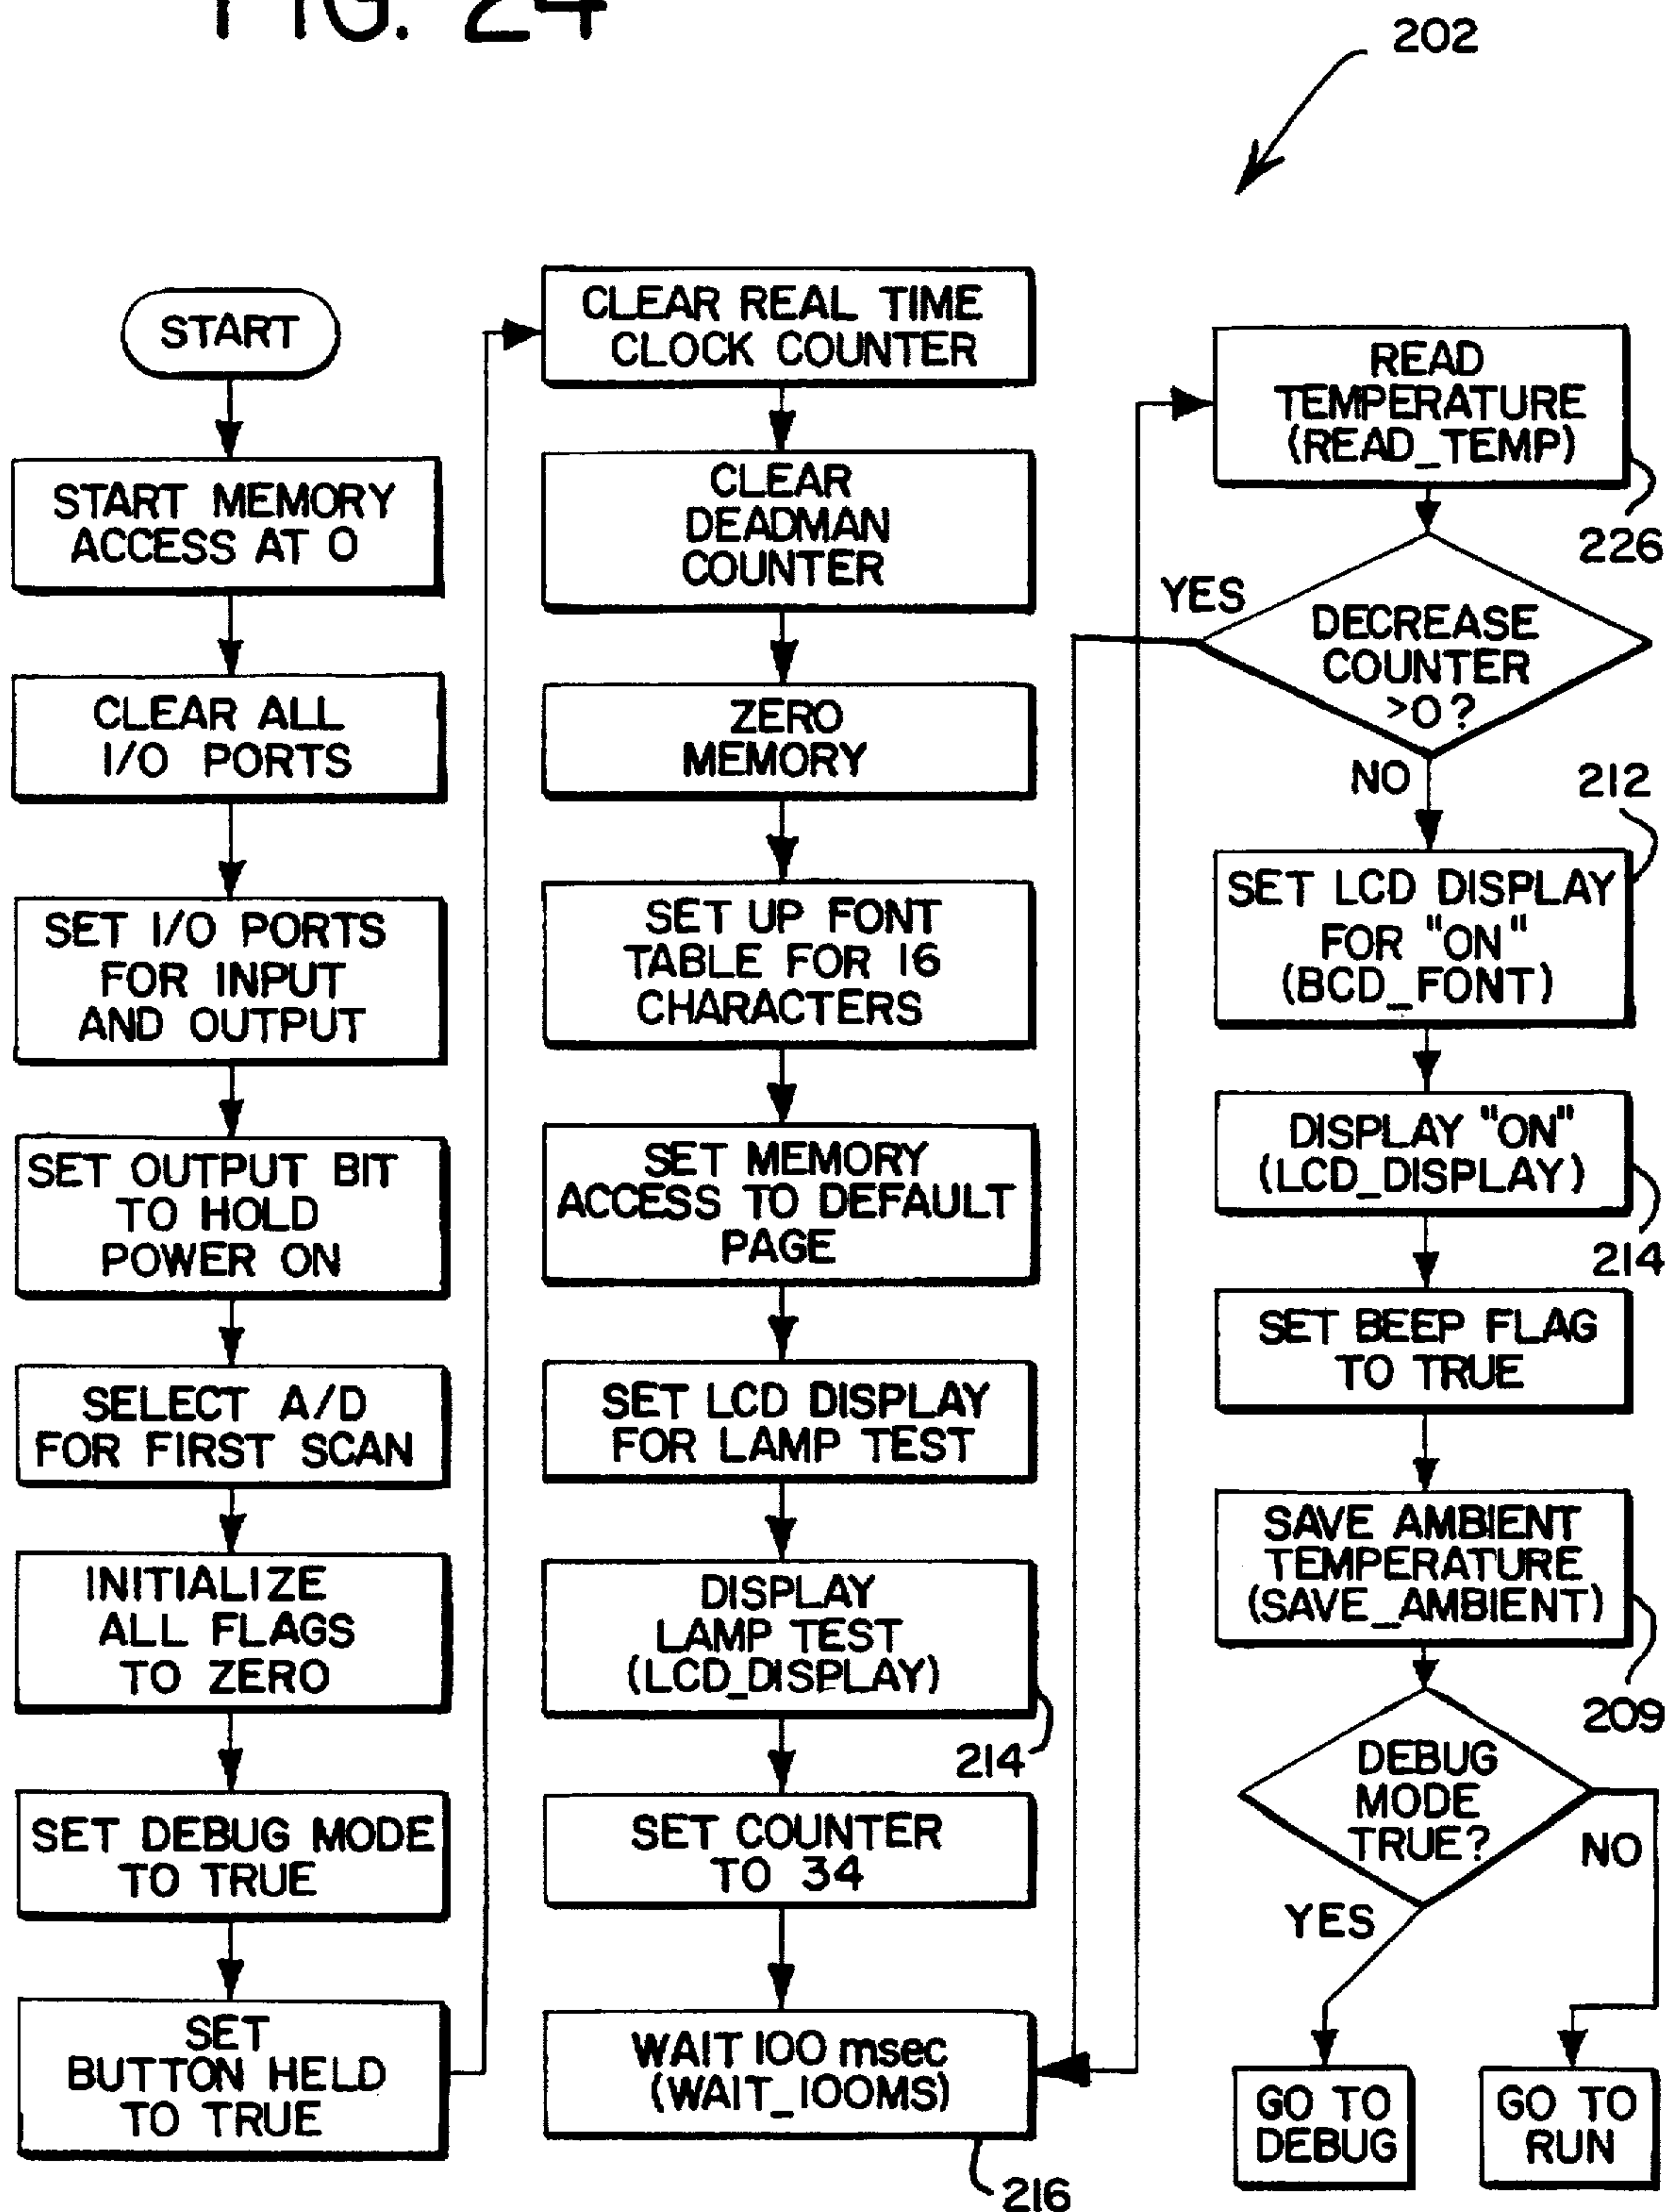 FIG. 24
202
START
START MEMORY
ACCESS AT 0
CLEAR ALL
I/O PORTS
SET I/O PORTS
FOR INPUT
AND OUTPUT
SET OUTPUT BIT
TO HOLD
POWER ON
SELECT A/D
FOR FIRST SCAN
INITIALIZE
ALL FLAGS
TO ZERO
SET DEBUG MODE
TO TRUE
SET
BUTTON HELD
TO TRUE
CLEAR REAL TIME
CLOCK COUNTER
CLEAR
DEADMAN
COUNTER
ZERO
MEMORY
SET UP FONT
TABLE FOR 16
CHARACTERS
SET MEMORY
ACCESS TO DEFAULT
PAGE
SET LCD DISPLAY
FOR LAMP TEST
DISPLAY
LAMP TEST
(LCD_DISPLAY)
214
SET COUNTER
TO 34
WAIT 100 msec
(WAIT_100MS)
216
READ
TEMPERATURE
(READ_TEMP)
226
YES
DECREASE
COUNTER
>0?
NO
212
SET LCD DISPLAY
FOR "ON"
(BCD_FONT)
DISPLAY "ON"
(LCD_DISPLAY)
214
SET BEEP FLAG
TO TRUE
SAVE AMBIENT
TEMPERATURE
(SAVE_AMBIENT)
209
DEBUG
MODE
TRUE?
NO
YES
GO TO
DEBUG
GO TO
RUN